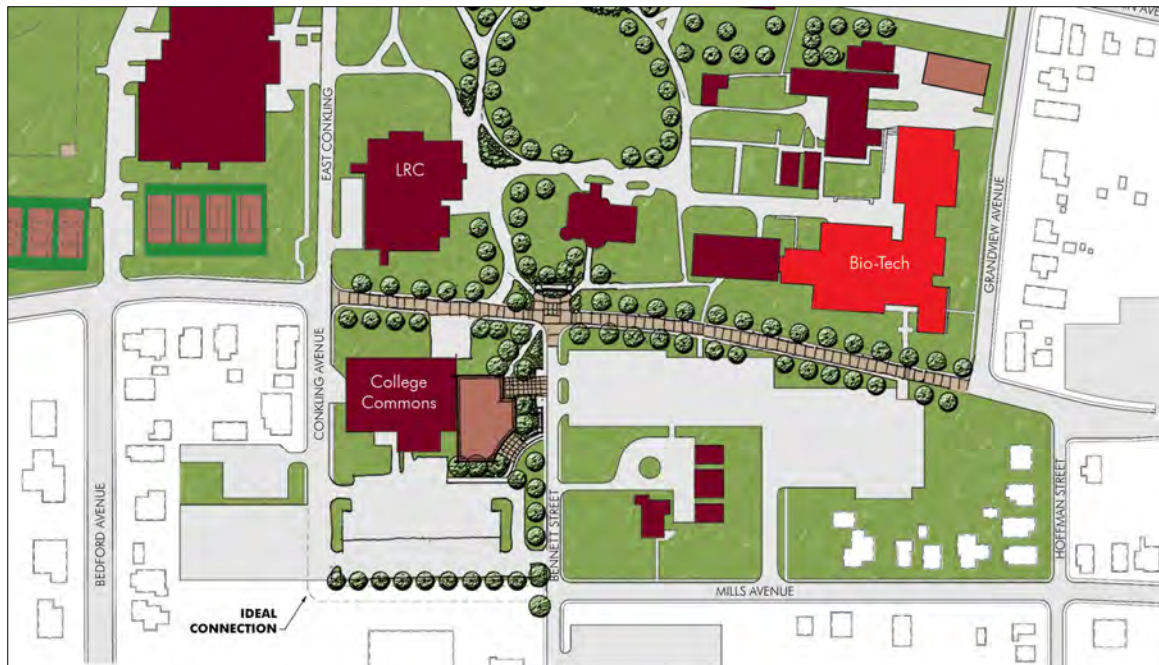 EAST CONKLING
LRC
GRANDVIEW AVENUE
Bio-Tech
CONKLING AVENUE
College
Commons
BEDFORD AVENUE
BENNETT STREET
HOFFMAN STREET
MILLS AVENUE
IDEAL
CONNECTION